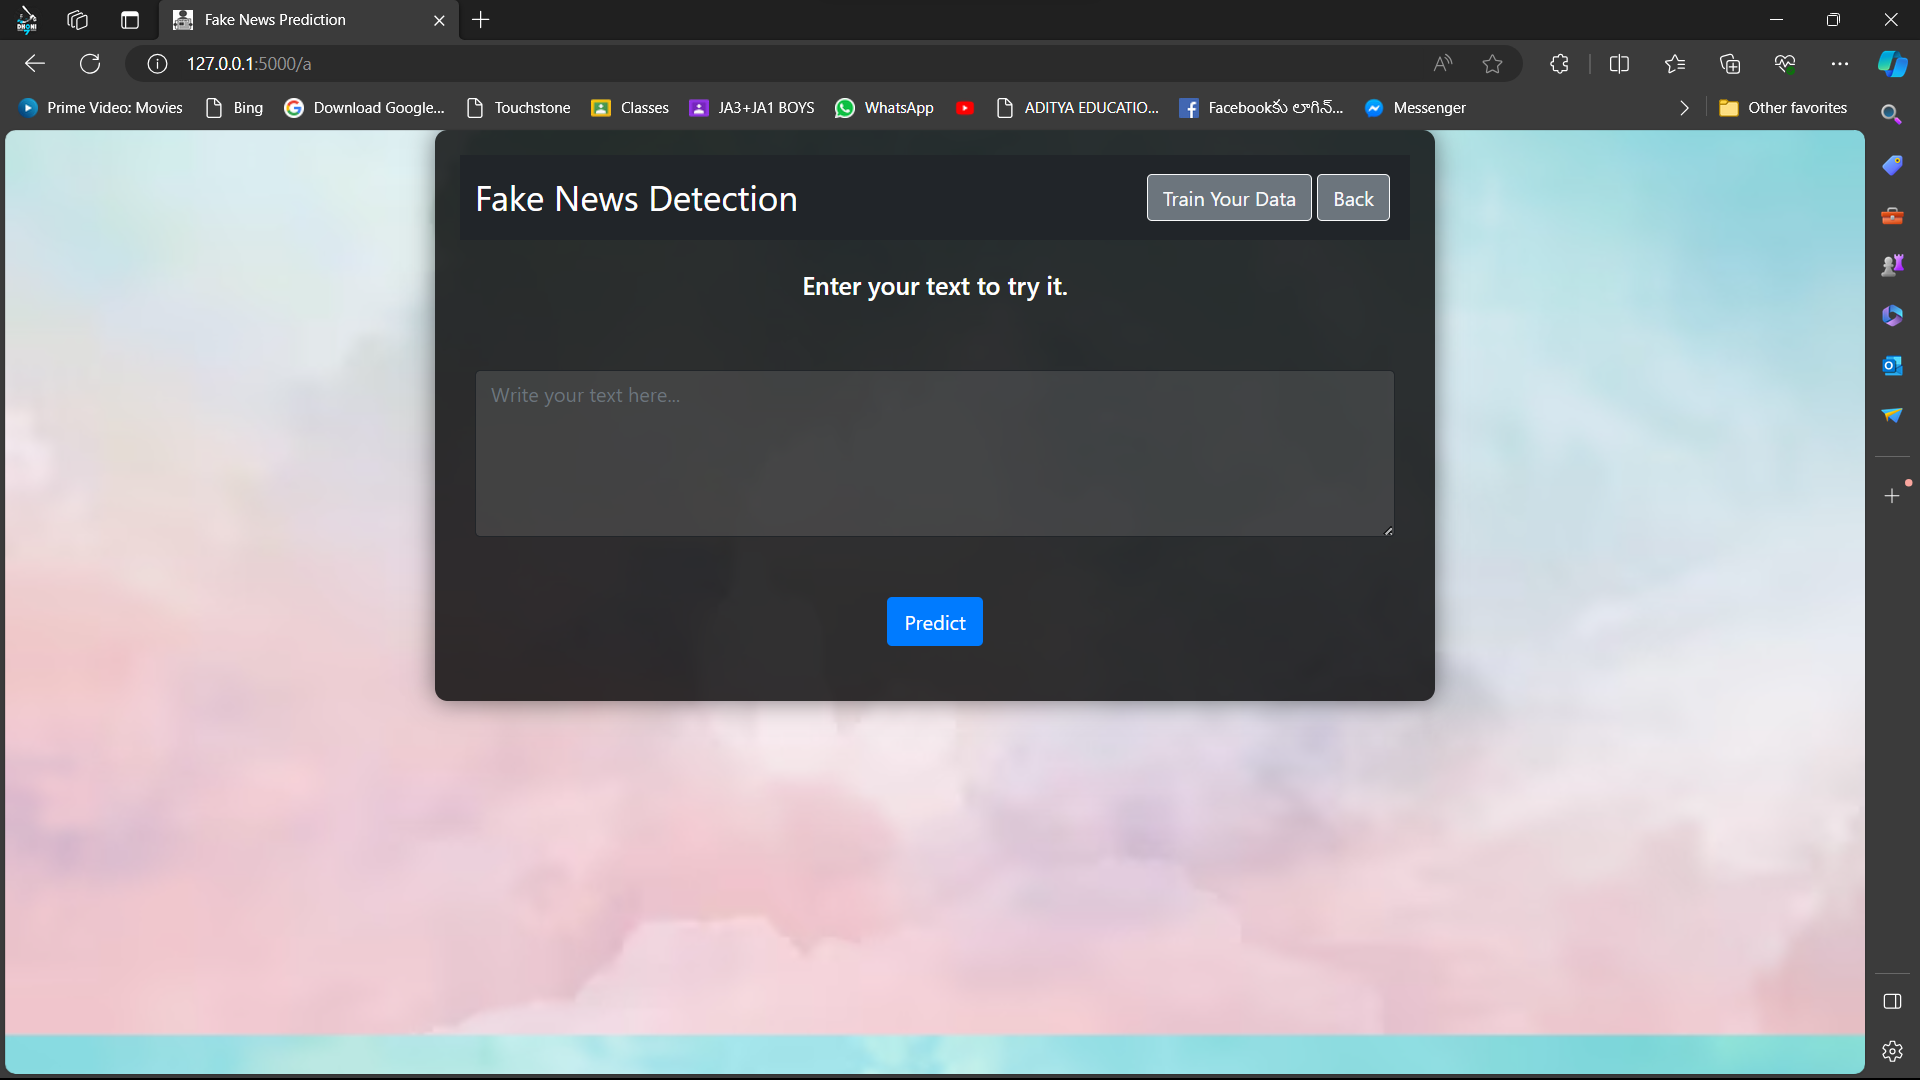 Fake News Prediction
127.0.0.1:5000/a
Prime Video: Movies Bing Download Google... Touchstone Classes JA3+JA1 BOYS WhatsApp ADITYA EDUCATIO... Facebookకు లాగిన్... Messenger Other favorites
Fake News Detection Train Your Data Back
Enter your text to try it.
Write your text here...
Predict